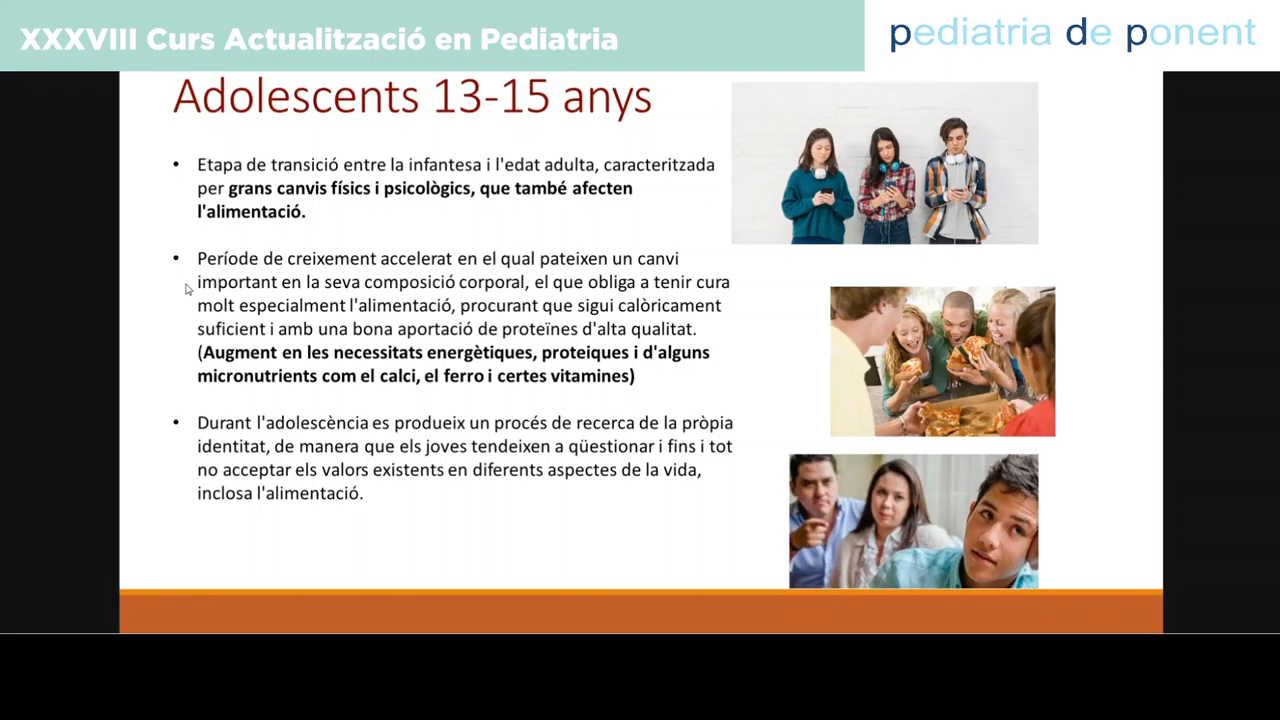 XXXVIII Curs Actualització en Pediatria
pediatria de ponent
Adolescents 13-15 anys
• Etapa de transició entre la infantesa i l'edat adulta, caracteritzada
per grans canvis físics i psicològics, que també afecten
l'alimentació.
• Període de creixement accelerat en el qual pateixen un canvi
important en la seva composició corporal, el que obliga a tenir cura
molt especialment l'alimentació, procurant que sigui calòricament
suficient i amb una bona aportació de proteïnes d'alta qualitat.
(Augment en les necessitats energètiques, proteiques i d'alguns
micronutrients com el calci, el ferro i certes vitamines)
• Durant l'adolescència es produeix un procés de recerca de la pròpia
identitat, de manera que els joves tendeixen a qüestionar i fins i tot
no acceptar els valors existents en diferents aspectes de la vida,
inclosa l'alimentació.